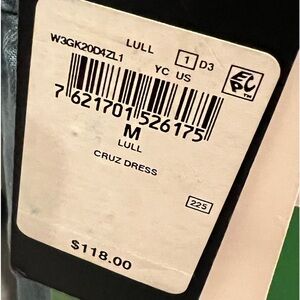 LULL 1 D3
W3GK20D4ZL1 YC US
7 621701 526175
M
LULL
CRUZ DRESS
225
$118.00